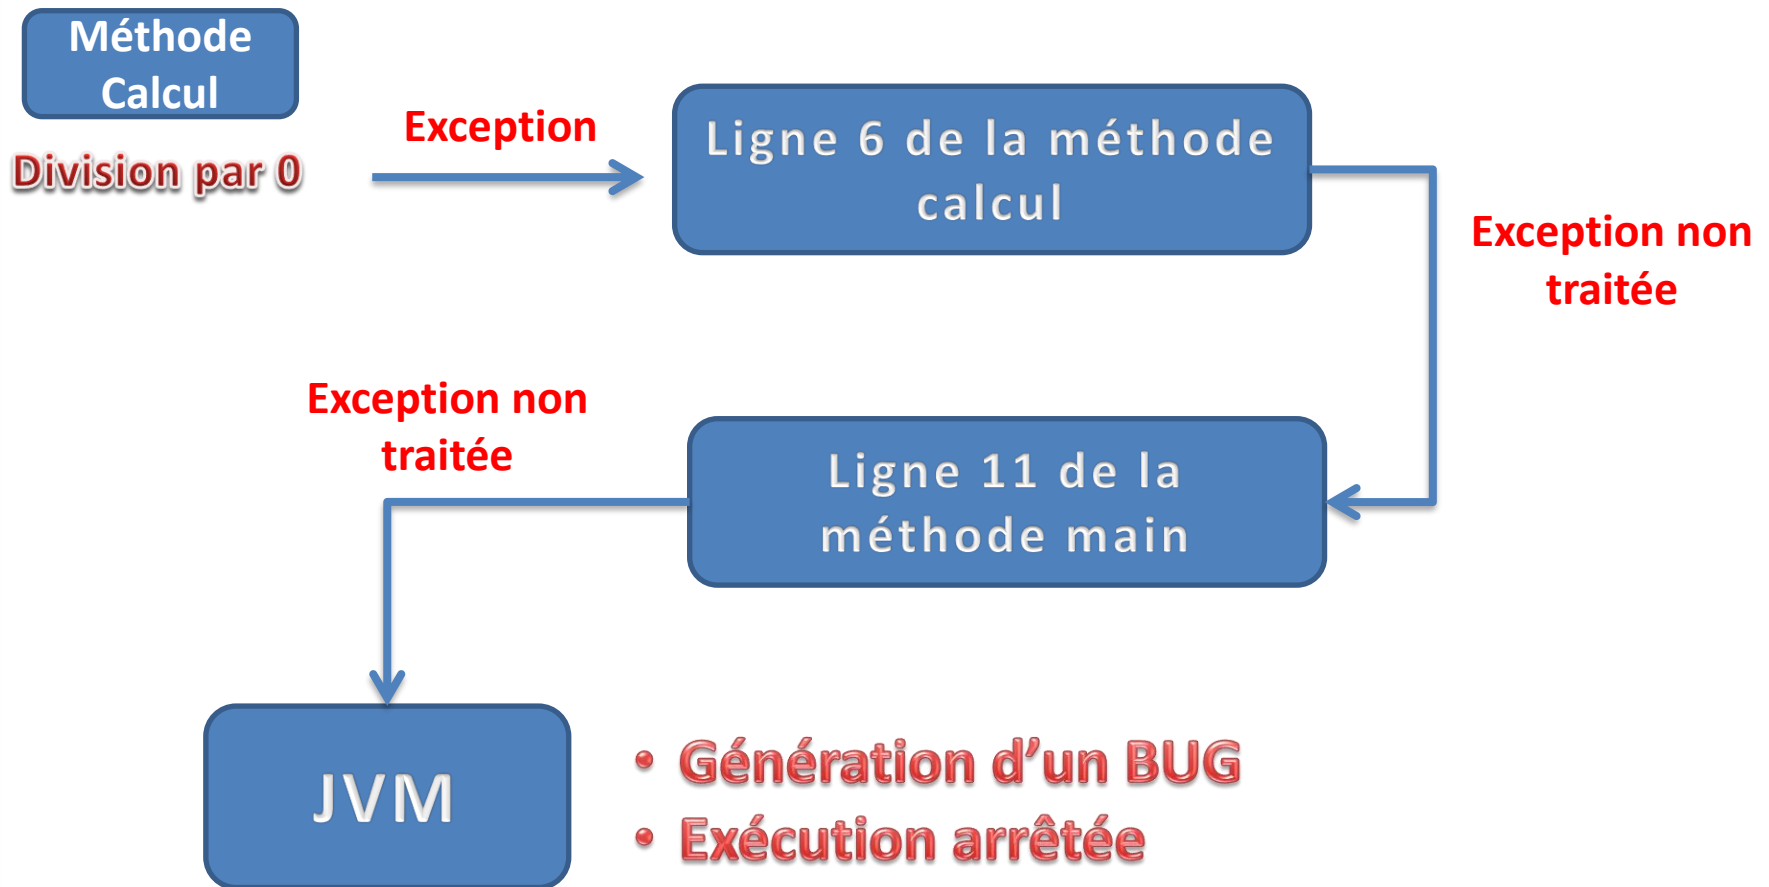 Méthode
Calcul
Division par 0
Exception
Ligne 6 de la méthode
calcul
Exception non
traitée
Exception non
traitée
Ligne 11 de la
méthode main
JVM
• Génération d’un BUG
• Exécution arrêtée